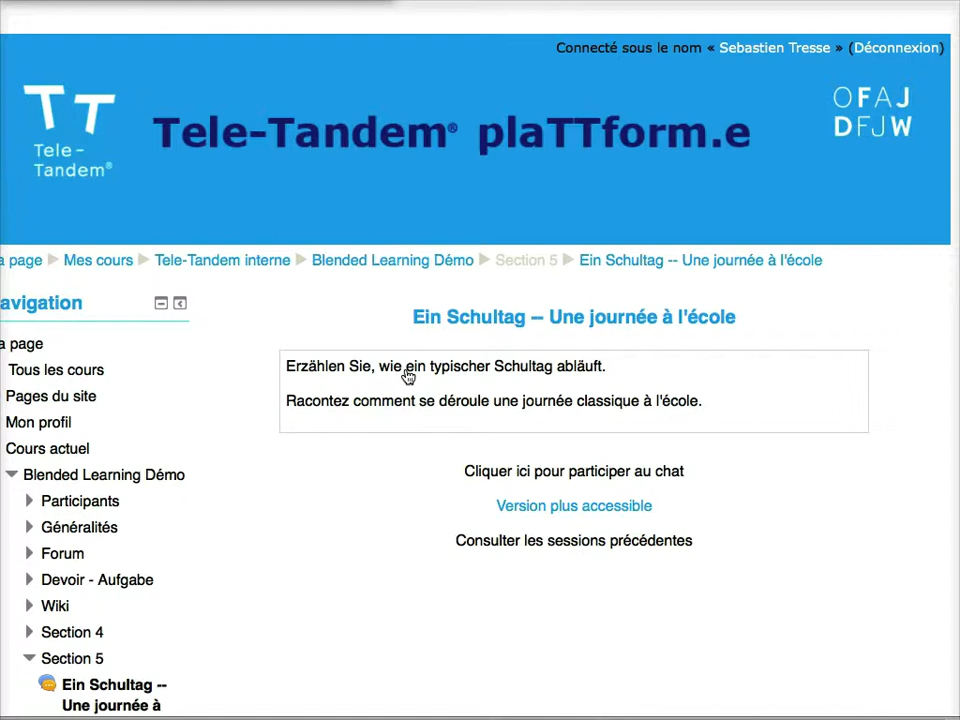 Connecté sous le nom « Sebastien Tresse » (Déconnexion)
TT
Tele-
Tandem®
Tele-Tandem® plaTTform.e
OFAJ
DFJW
a page Mes cours Tele-Tandem interne Blended Learning Démo Section 5 Ein Schultag -- Une journée à l'école
avigation
a page
Tous les cours
Pages du site
Mon profil
Cours actuel
Blended Learning Démo
Participants
Généralités
Forum
Devoir - Aufgabe
Wiki
Section 4
Section 5
Ein Schultag --
Une journée à
Ein Schultag -- Une journée à l'école
Erzählen Sie, wie ein typischer Schultag abläuft.
Racontez comment se déroule une journée classique à l'école.
Cliquer ici pour participer au chat
Version plus accessible
Consulter les sessions précédentes